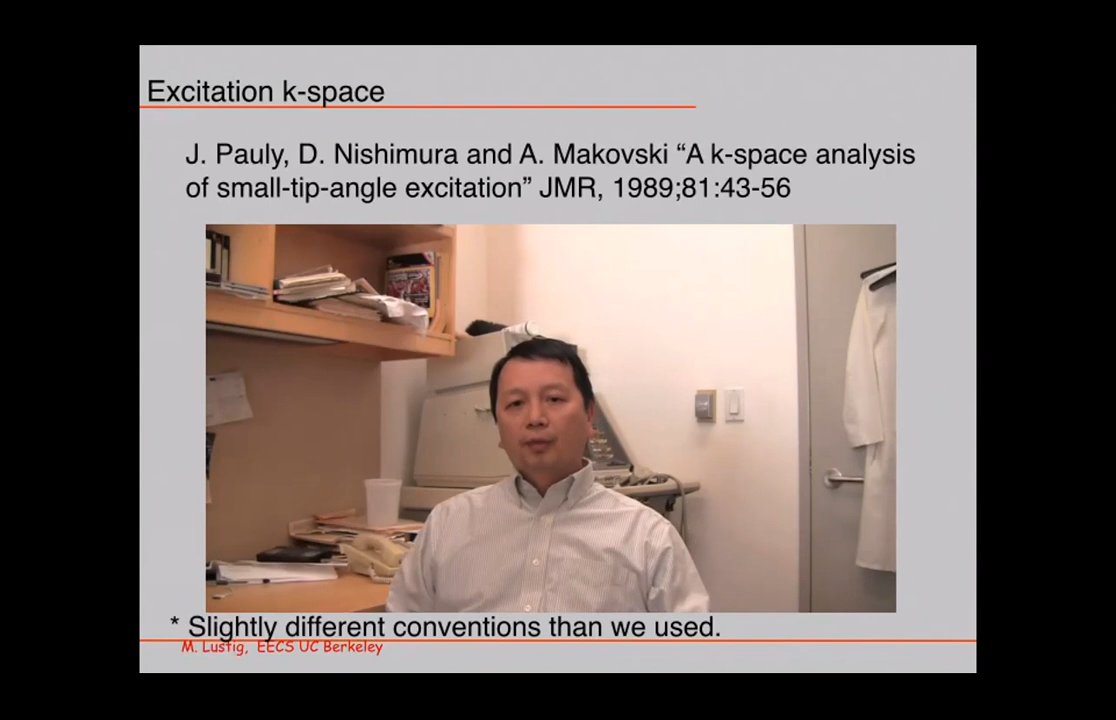 Excitation k-space
J. Pauly, D. Nishimura and A. Makovski “A k-space analysis
of small-tip-angle excitation” JMR, 1989;81:43-56
* Slightly different conventions than we used.
M. Lustig, EECS UC Berkeley